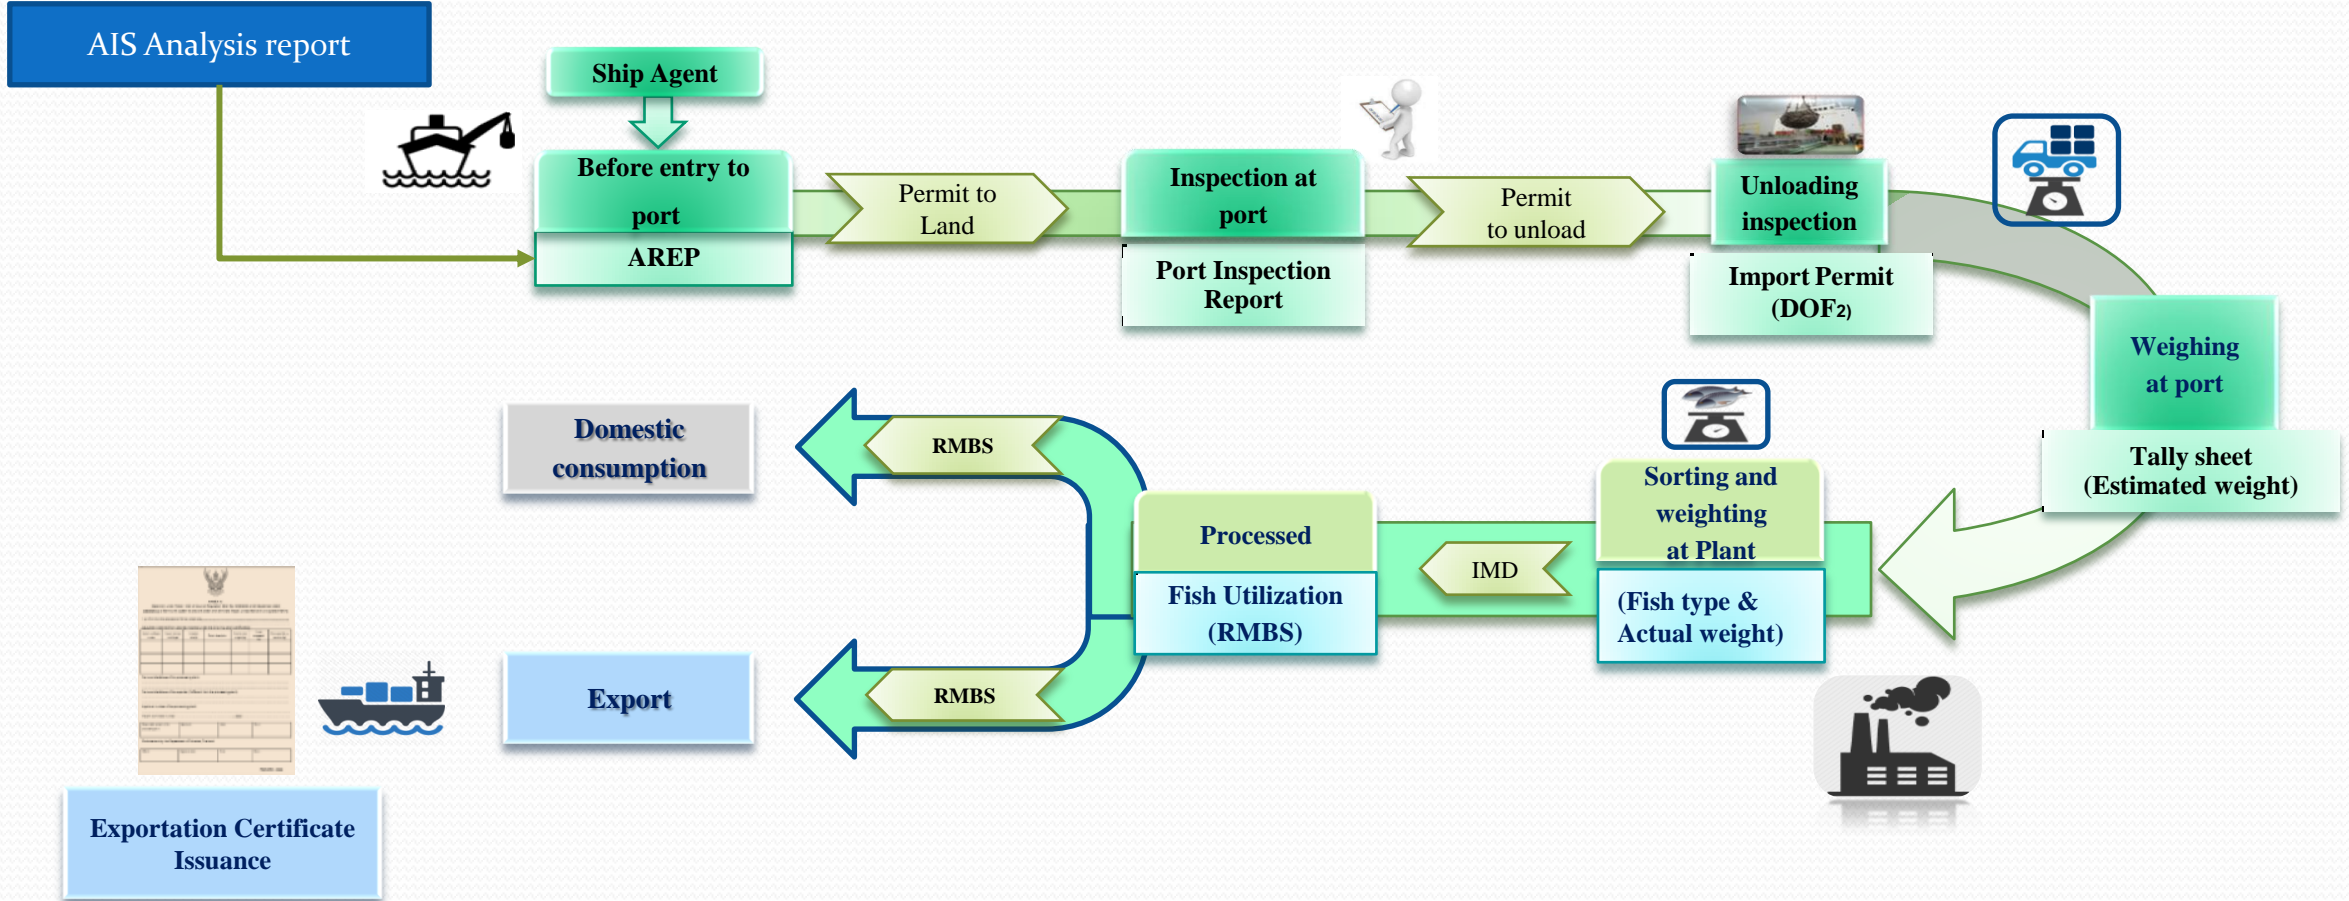 AIS Analysis report
Ship Agent
Before entry to
port
AREP
Permit to
Land
Inspection at
port
Port Inspection
Report
Permit
to unload
Unloading
inspection
Import Permit
(DOF2)
Weighing
at port
Tally sheet
(Estimated weight)
Sorting and
weighting
at Plant
(Fish type &
Actual weight)
IMD
Processed
Fish Utilization
(RMBS)
RMBS
Domestic
consumption
RMBS
Export
Exportation Certificate
Issuance